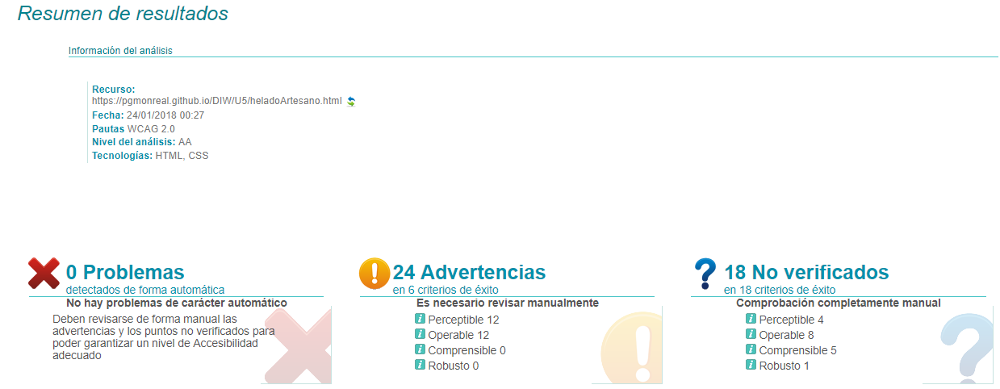 Resumen de resultados
Información del análisis
Recurso:
https://pgmonreal.github.io/DIW/U5/heladoArtesano.html
Fecha: 24/01/2018 00:27
Pautas WCAG 2.0
Nivel del análisis: AA
Tecnologías: HTML, CSS
0 Problemas
detectados de forma automática
No hay problemas de carácter automático
Deben revisarse de forma manual las
advertencias y los puntos no verificados para
poder garantizar un nivel de Accesibilidad
adecuado
24 Advertencias
en 6 criterios de éxito
Es necesario revisar manualmente
Perceptible 12
Operable 12
Comprensible 0
Robusto 0
18 No verificados
en 18 criterios de éxito
Comprobación completamente manual
Perceptible 4
Operable 8
Comprensible 5
Robusto 1